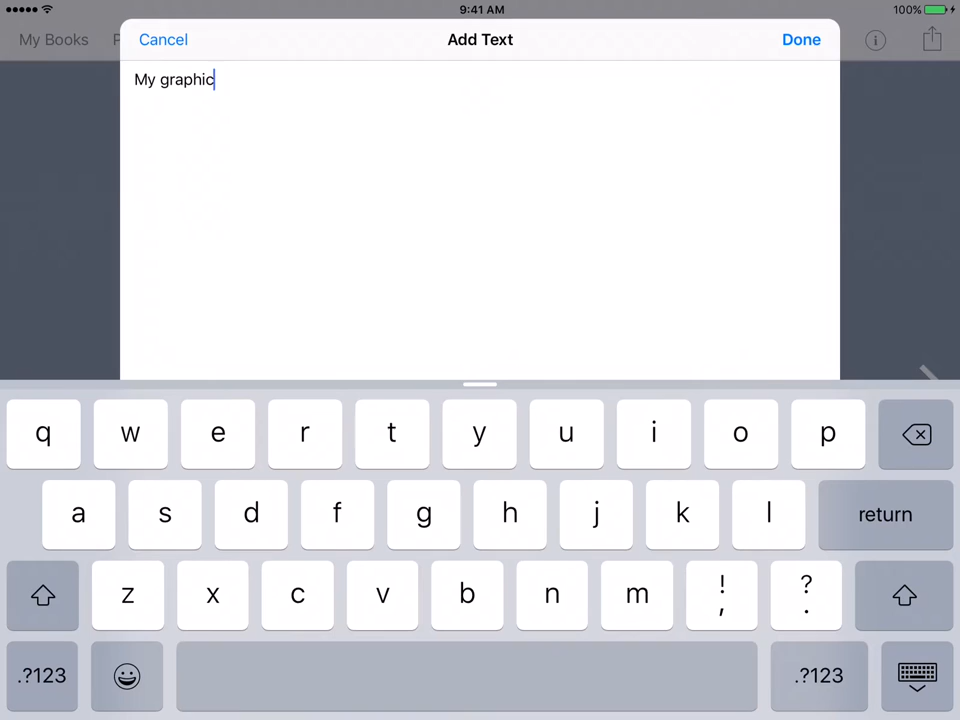 9:41 AM
100%
My Books
P
Cancel
Add Text
Done
My graphic
q w e r t y u i o p
a s d f g h j k l return
z x c v b n m ! , ? .
.?123 .?123